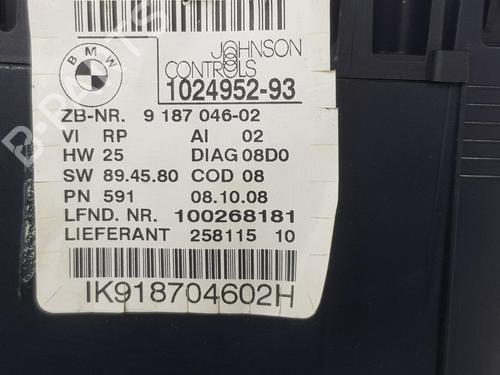 BMW
JOHNSON
CONTROLS
1024952-93
ZB-NR. 9 187 046-02
VI RP AI 02
HW 25 DIAG 08D0
SW 89.45.80 COD 08
PN 591 08.10.08
LFND. NR. 100268181
LIEFERANT 258115 10
IK918704602H